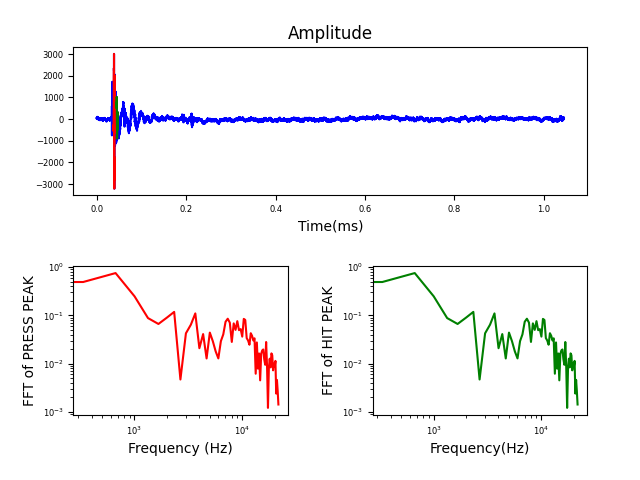 Amplitude
3000
2000
1000
0
−1000
−2000
−3000
0.0 0.2 0.4 0.6 0.8 1.0
Time(ms)
FFT of PRESS PEAK
10⁰
10⁻¹
10⁻²
10⁻³
10³ 10⁴
Frequency (Hz)
FFT of HIT PEAK
10⁰
10⁻¹
10⁻²
10⁻³
10³ 10⁴
Frequency(Hz)